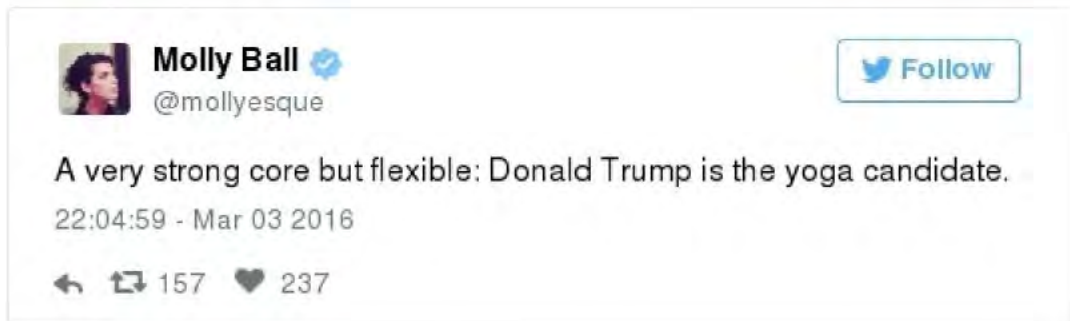 Molly Ball
Follow
@mollyesque
A very strong core but flexible: Donald Trump is the yoga candidate.
22:04:59 - Mar 03 2016
157 237